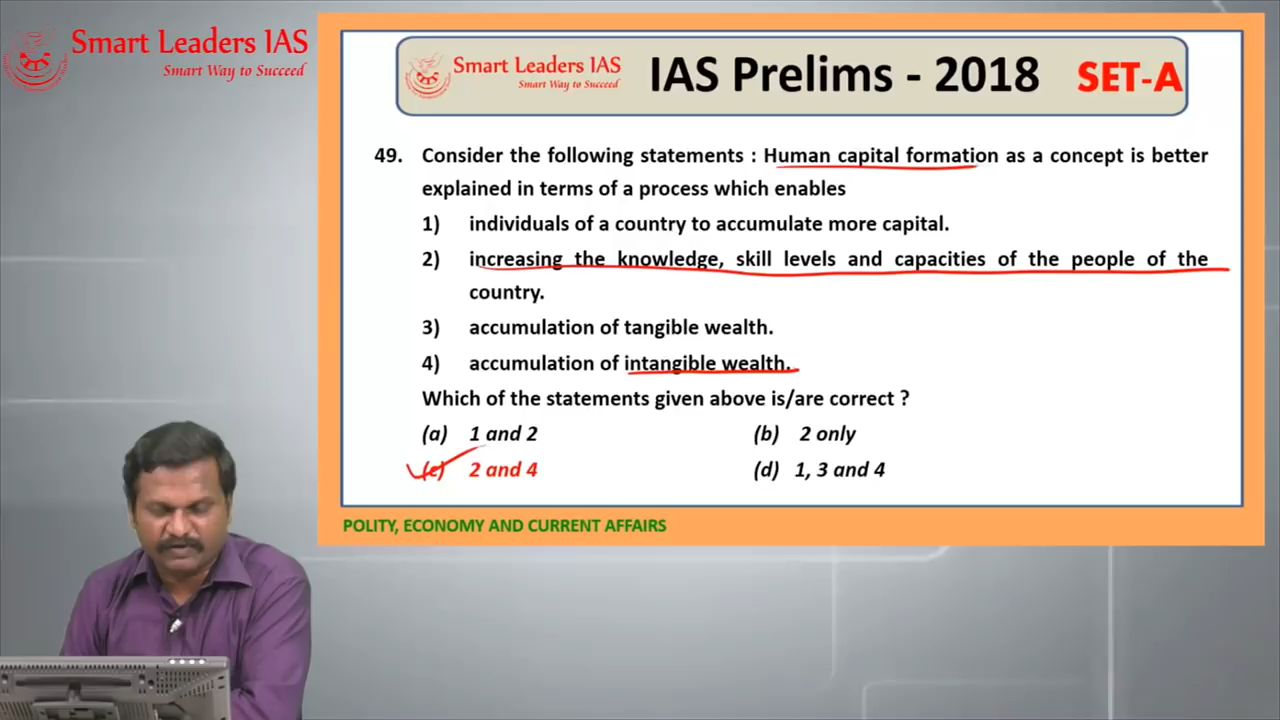 Smart Leaders IAS
Smart Way to Succeed
Smart Leaders IAS
Smart Way to Succeed
IAS Prelims - 2018 SET-A
49. Consider the following statements : Human capital formation as a concept is better
explained in terms of a process which enables
1) individuals of a country to accumulate more capital.
2) increasing the knowledge, skill levels and capacities of the people of the
country.
3) accumulation of tangible wealth.
4) accumulation of intangible wealth.
Which of the statements given above is/are correct ?
(a) 1 and 2 (b) 2 only
(c) 2 and 4 (d) 1, 3 and 4
POLITY, ECONOMY AND CURRENT AFFAIRS